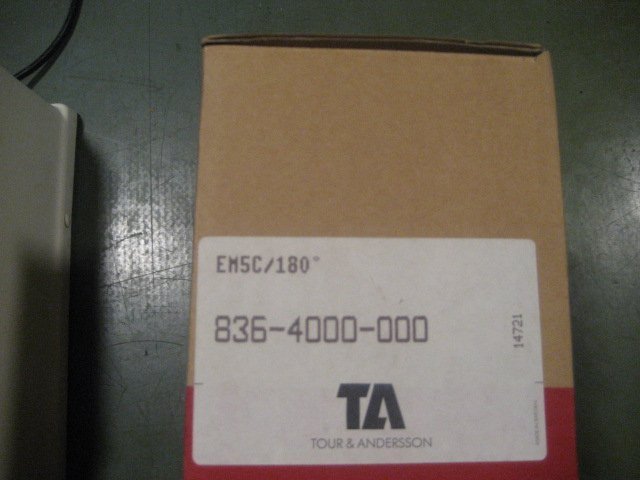 EM5C/180°
836-4000-000
14721
TA
TOUR & ANDERSSON